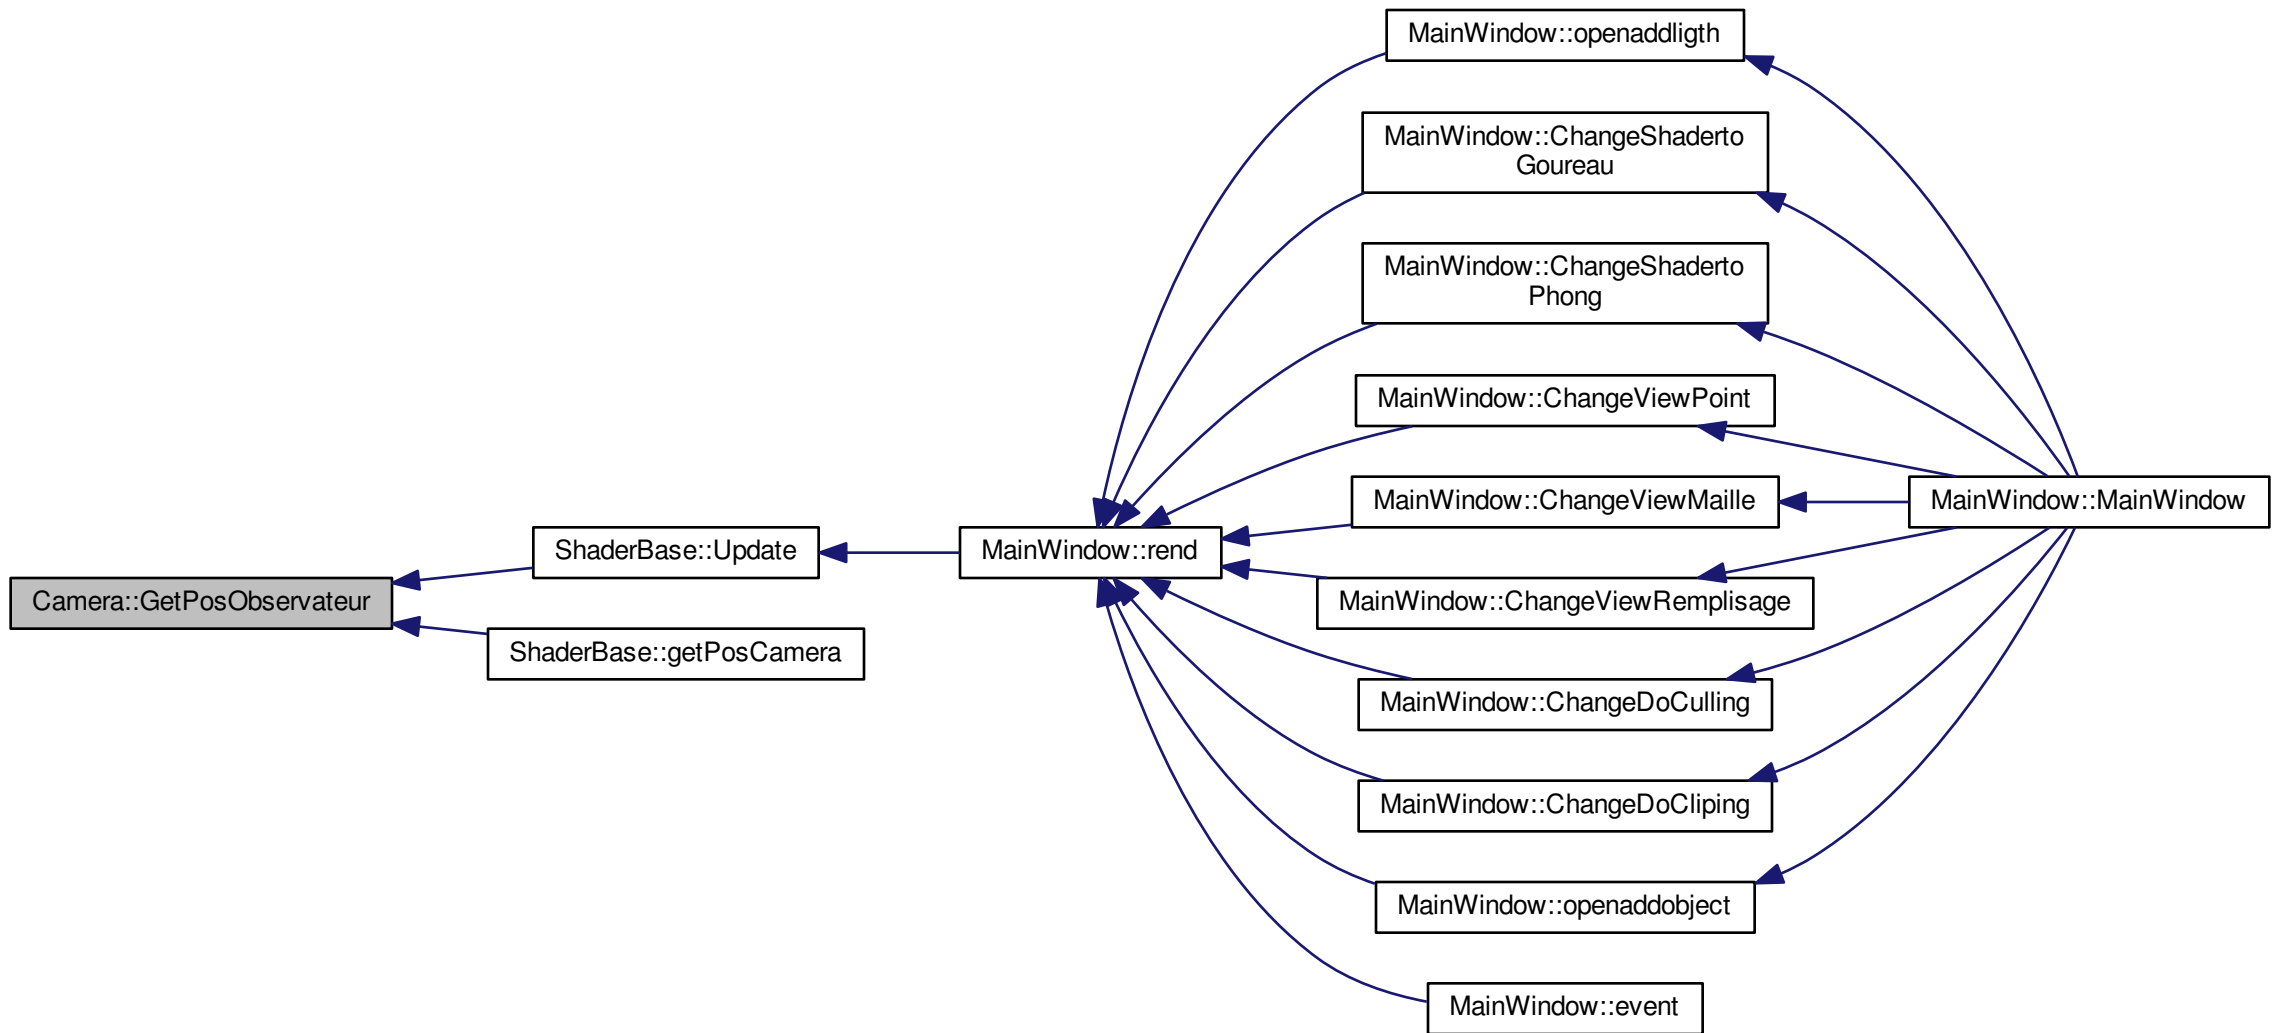 MainWindow::openaddligth
MainWindow::ChangeShaderto
Goureau
MainWindow::ChangeShaderto
Phong
MainWindow::ChangeViewPoint
MainWindow::ChangeViewMaille
MainWindow::MainWindow
ShaderBase::Update
MainWindow::rend
Camera::GetPosObservateur
MainWindow::ChangeViewRemplisage
ShaderBase::getPosCamera
MainWindow::ChangeDoCulling
MainWindow::ChangeDoCliping
MainWindow::openaddobject
MainWindow::event